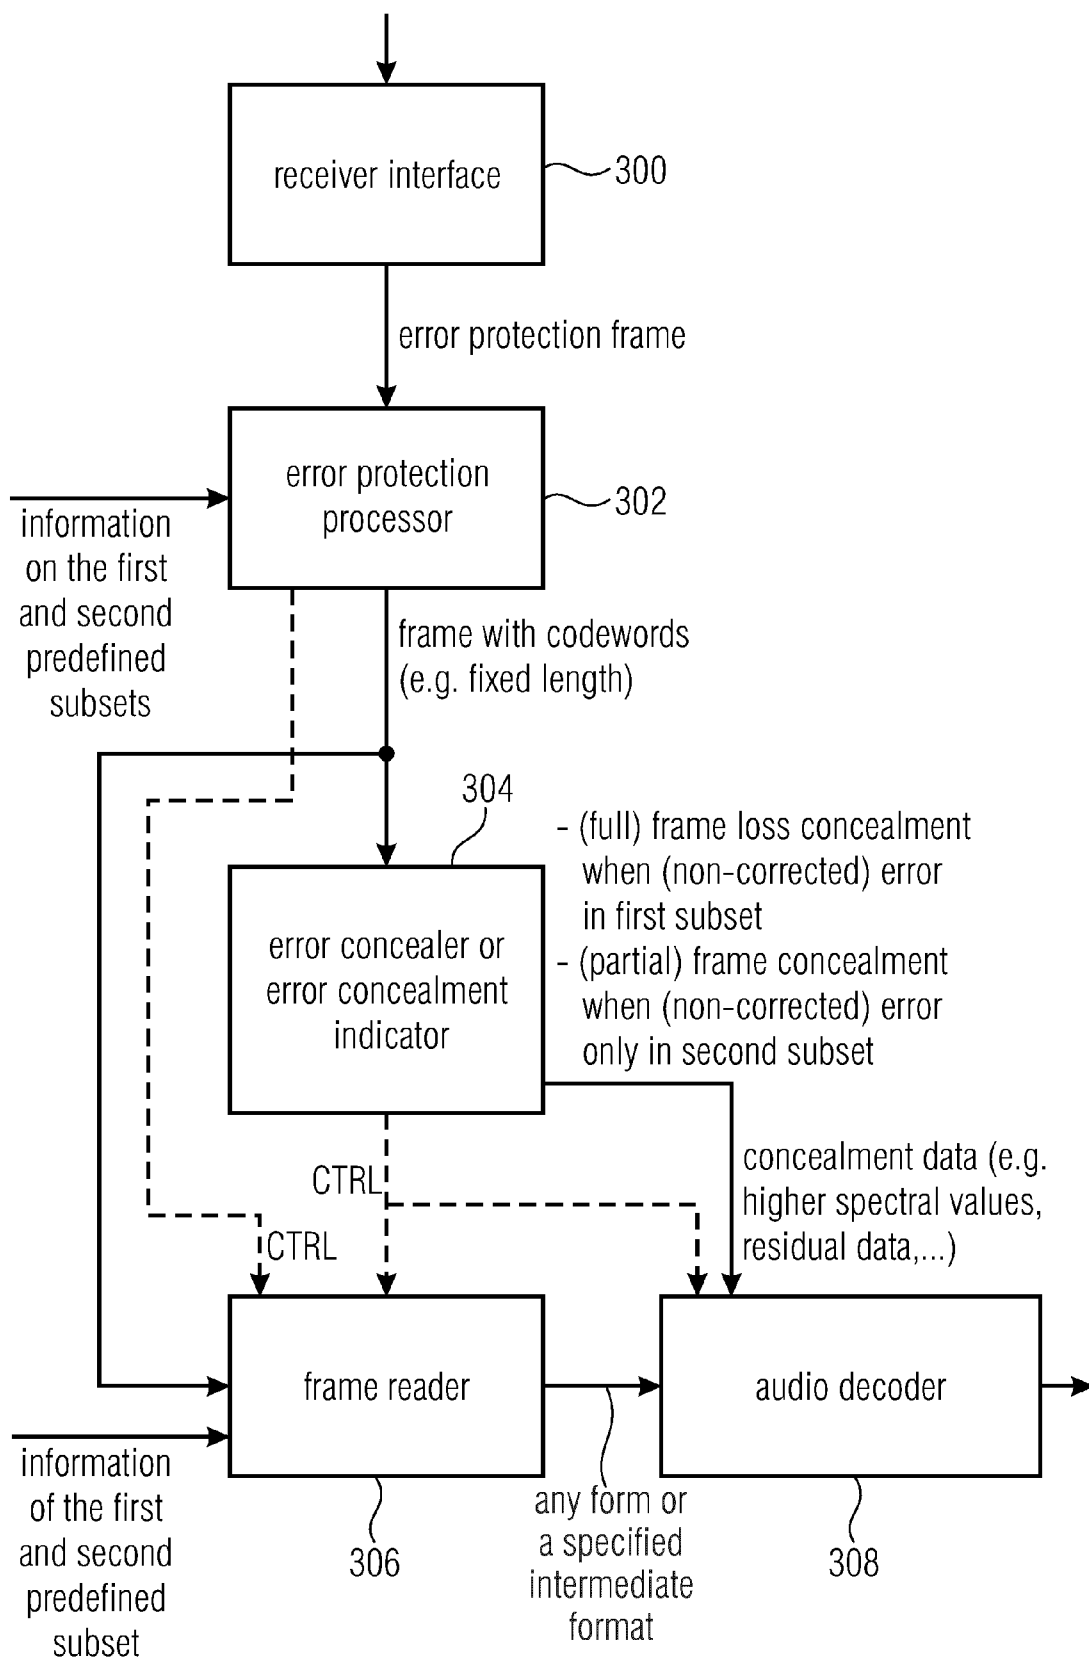 receiver interface
300
error protection frame
error protection
processor
302
information
on the first
and second
predefined
subsets
frame with codewords
(e.g. fixed length)
304
- (full) frame loss concealment
when (non-corrected) error
in first subset
- (partial) frame concealment
when (non-corrected) error
only in second subset
error concealer or
error concealment
indicator
CTRL
concealment data (e.g.
higher spectral values,
residual data,...)
CTRL
frame reader
audio decoder
information
of the first
and second
predefined
subset
306
any form or
a specified
intermediate
format
308